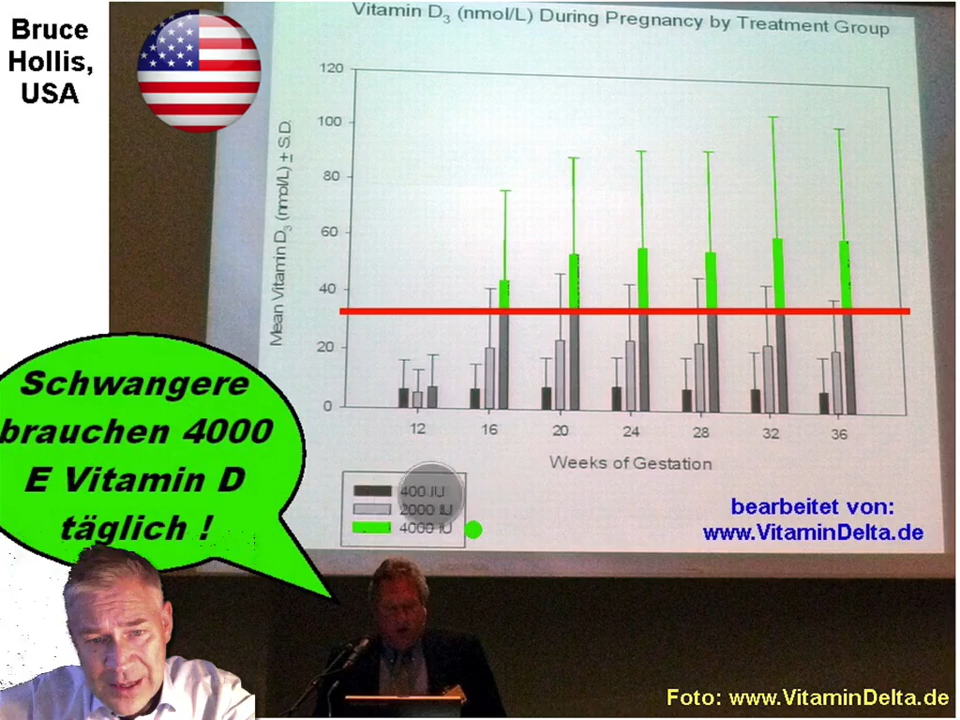 Bruce
Hollis,
USA
Vitamin D3 (nmol/L) During Pregnancy by Treatment Group
Mean Vitamin D3 (nmol/L) ± S.D.
120
100
80
60
40
20
0
12 16 20 24 28 32 36
Weeks of Gestation
400 IU
2000 IU
4000 IU
Schwangere
brauchen 4000
E Vitamin D
täglich !
bearbeitet von:
www.VitaminDelta.de
Foto: www.VitaminDelta.de